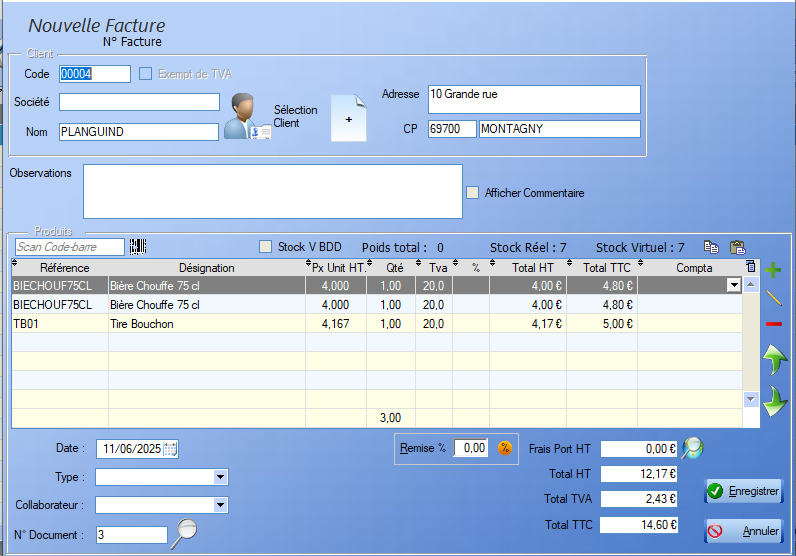 Nouvelle Facture
N° Facture
Client
Code 00004 Exempt de TVA
Société
Sélection Client
Nom PLANGUIND
+
Adresse 10 Grande rue
CP 69700 MONTAGNY
Observations
Afficher Commentaire
Produits
Scan Code-barre Stock V BDD Poids total : 0 Stock Réel : 7 Stock Virtuel : 7
Référence Désignation Px Unit HT. Qté Tva % Total HT Total TTC Compta
BIECHOUF75CL Bière Chouffe 75 cl 4,000 1,00 20,0 4,00 € 4,80 €
BIECHOUF75CL Bière Chouffe 75 cl 4,000 1,00 20,0 4,00 € 4,80 €
TB01 Tire Bouchon 4,167 1,00 20,0 4,17 € 5,00 €
3,00
Date : 11/06/2025
Type :
Collaborateur :
N° Document : 3
Remise % 0,00 %
Frais Port HT 0,00 €
Total HT 12,17 €
Total TVA 2,43 €
Total TTC 14,60 €
Enregistrer
Annuler